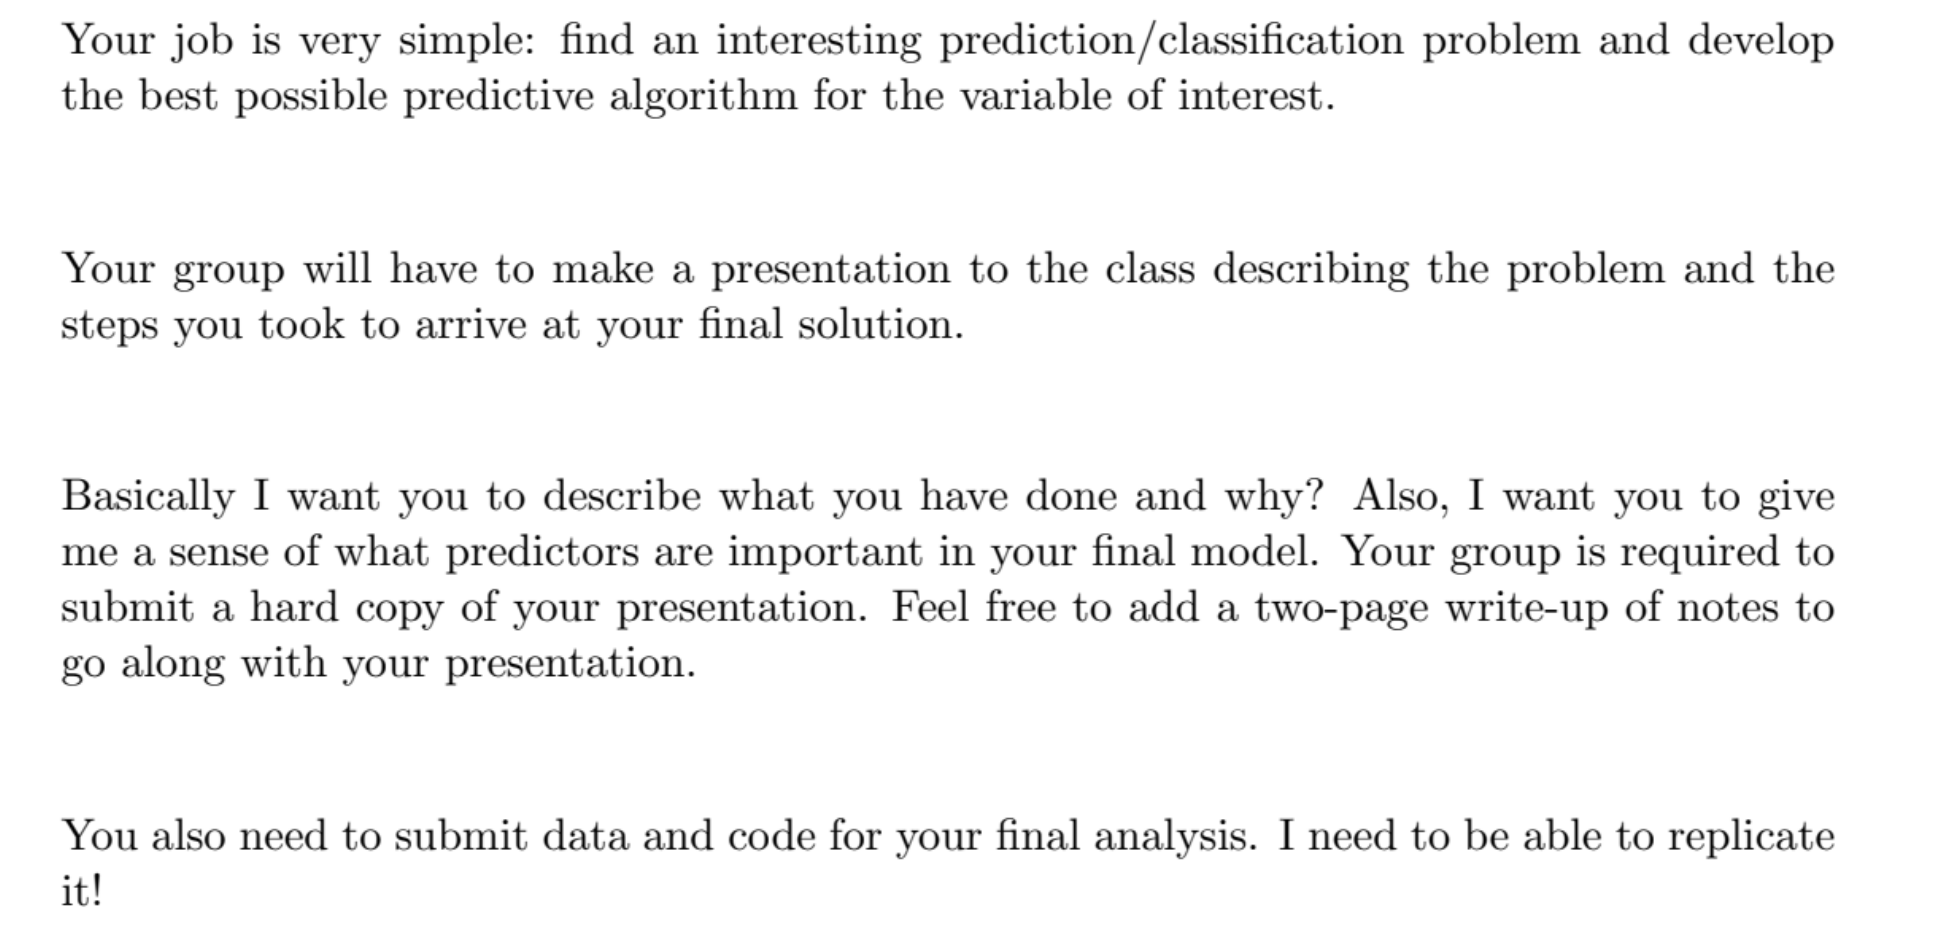 Your job is very simple: find an interesting prediction/classification problem and develop
the best possible predictive algorithm for the variable of interest.
Your group will have to make a presentation to the class describing the problem and the
steps you took to arrive at your final solution.
Basically I want you to describe what you have done and why? Also, I want you to give
me a sense of what predictors are important in your final model. Your group is required to
submit a hard copy of your presentation. Feel free to add a two-page write-up of notes to
go along with your presentation.
You also need to submit data and code for your final analysis. I need to be able to replicate
it!